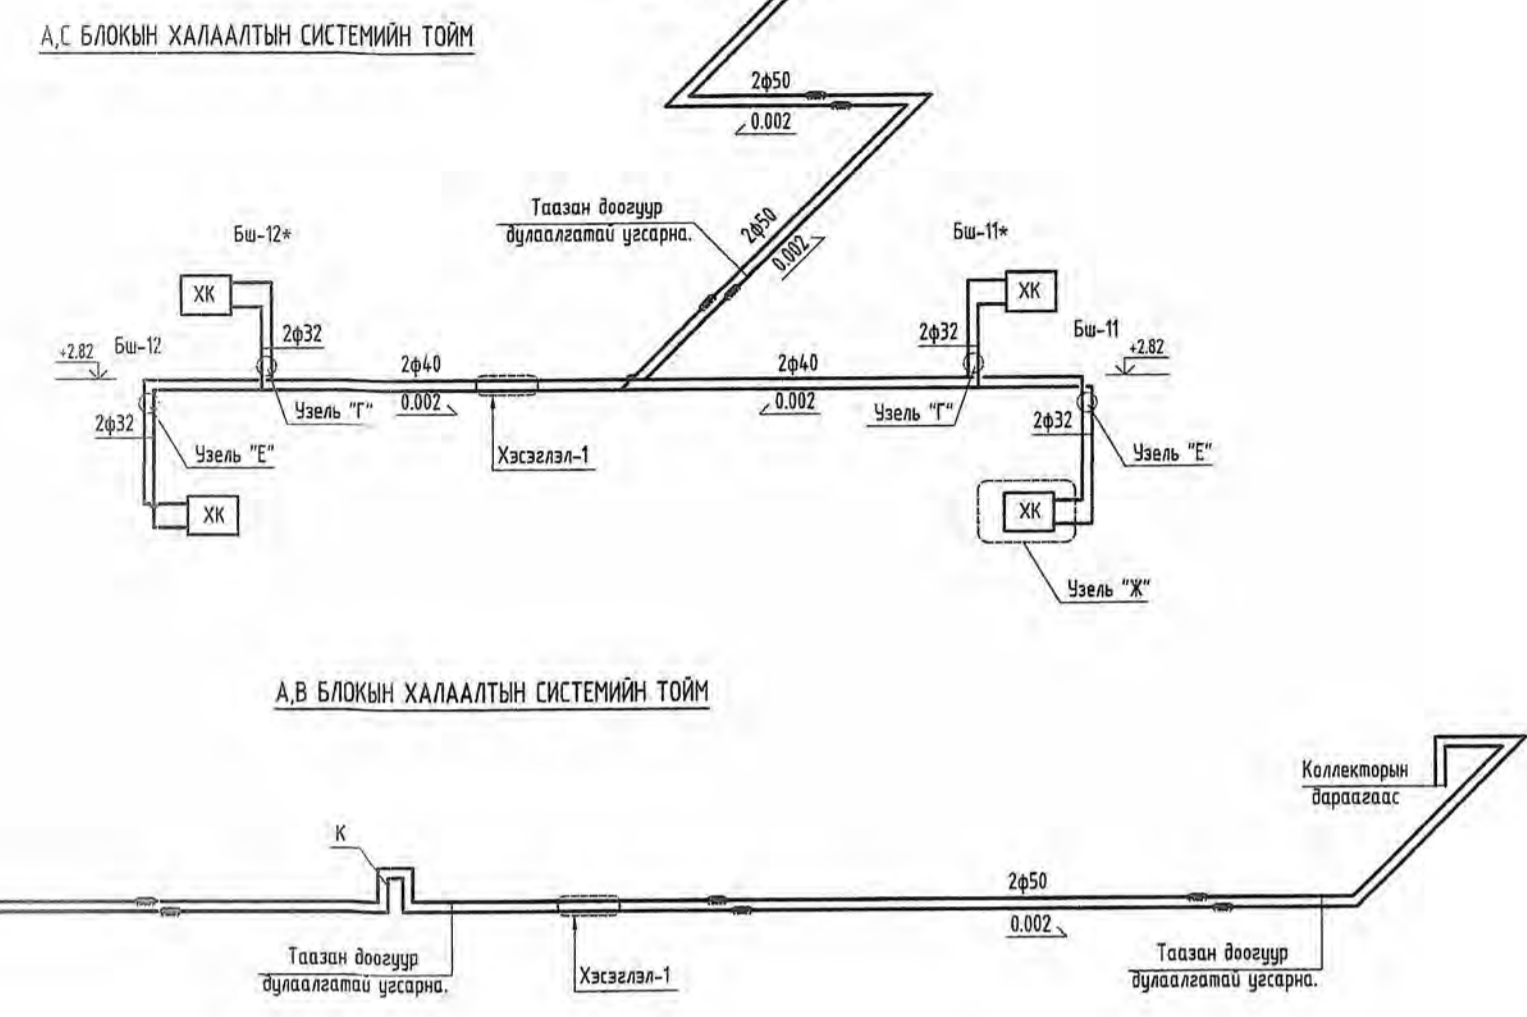 А,С БЛОКЫН ХАЛААЛТЫН СИСТЕМИЙН ТОЙМ
2ф50
0.002
Таазан доогуур
дулаалгатай угсарна.
2ф50
0.002
Бш-12*
Бш-11*
ХК
ХК
2ф32
2ф32
Бш-12
Бш-11
+2.82
+2.82
2ф40
2ф40
0.002
0.002
Узель "Г"
Узель "Г"
2ф32
2ф32
Узель "Е"
Хэсэглэл-1
Узель "Е"
ХК
ХК
Узель "Ж"
А,В БЛОКЫН ХАЛААЛТЫН СИСТЕМИЙН ТОЙМ
Коллекторын
дараагаас
К
2ф50
0.002
Таазан доогуур
дулаалгатай угсарна.
Хэсэглэл-1
Таазан доогуур
дулаалгатай угсарна.